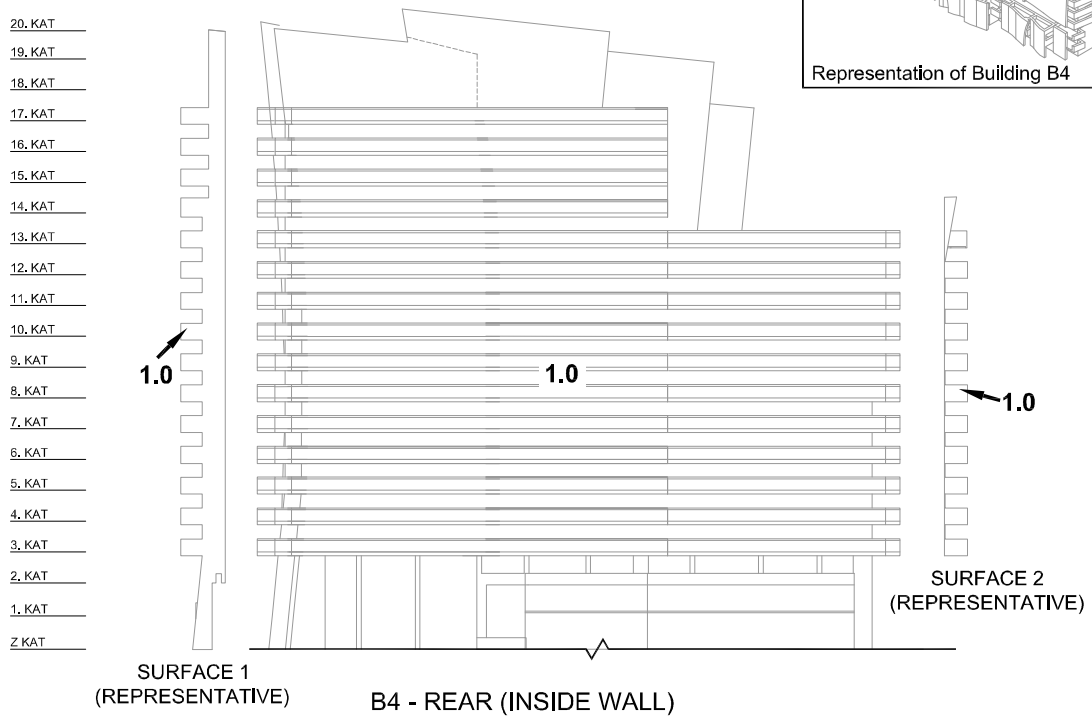 20. KAT
19. KAT
18. KAT
17. KAT
16. KAT
15. KAT
14. KAT
13. KAT
12. KAT
11. KAT
10. KAT
9. KAT
8. KAT
7. KAT
6. KAT
5. KAT
4. KAT
3. KAT
2. KAT
1. KAT
Z KAT
Representation of Building B4
1.0
1.0
1.0
SURFACE 1
(REPRESENTATIVE)
SURFACE 2
(REPRESENTATIVE)
B4 - REAR (INSIDE WALL)